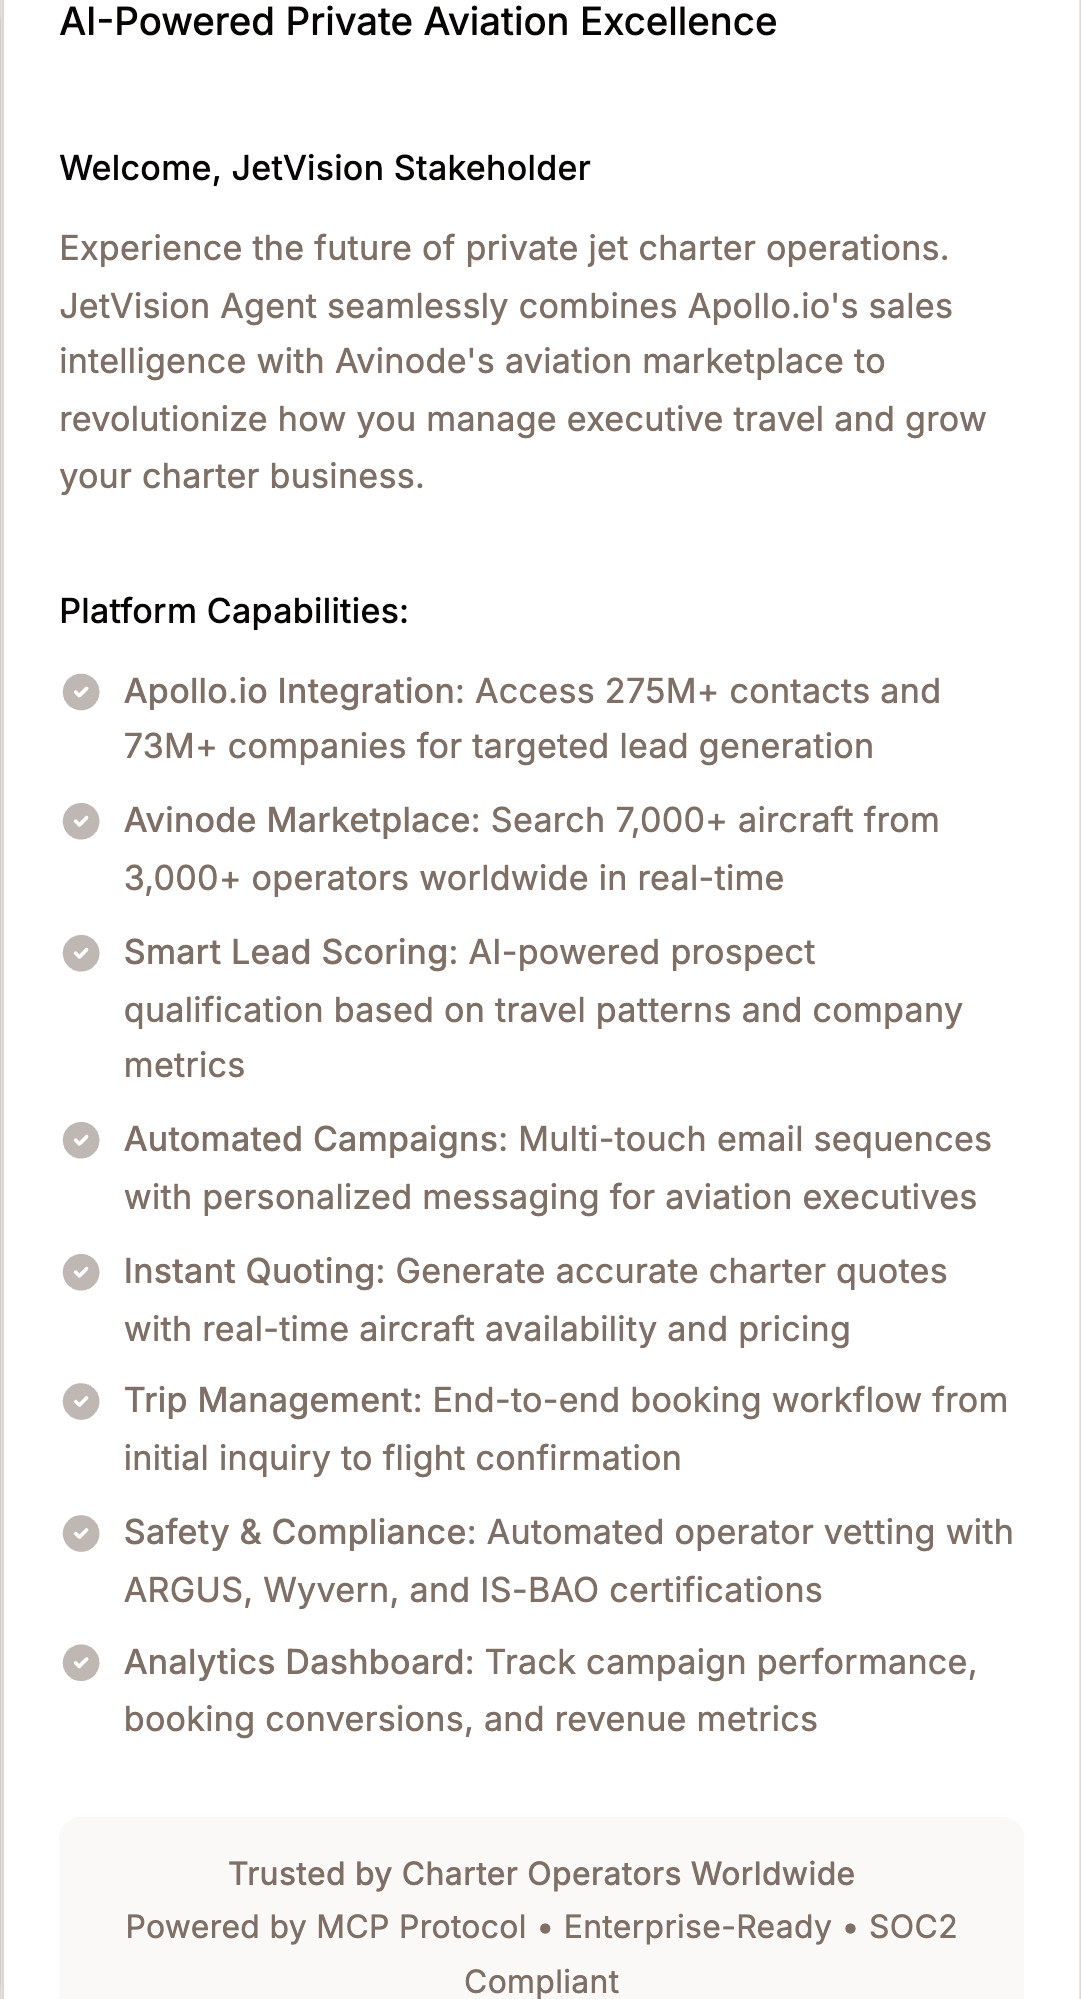 AI-Powered Private Aviation Excellence
Welcome, JetVision Stakeholder
Experience the future of private jet charter operations.
JetVision Agent seamlessly combines Apollo.io's sales
intelligence with Avinode's aviation marketplace to
revolutionize how you manage executive travel and grow
your charter business.
Platform Capabilities:
Apollo.io Integration: Access 275M+ contacts and
73M+ companies for targeted lead generation
Avinode Marketplace: Search 7,000+ aircraft from
3,000+ operators worldwide in real-time
Smart Lead Scoring: AI-powered prospect
qualification based on travel patterns and company
metrics
Automated Campaigns: Multi-touch email sequences
with personalized messaging for aviation executives
Instant Quoting: Generate accurate charter quotes
with real-time aircraft availability and pricing
Trip Management: End-to-end booking workflow from
initial inquiry to flight confirmation
Safety & Compliance: Automated operator vetting with
ARGUS, Wyvern, and IS-BAO certifications
Analytics Dashboard: Track campaign performance,
booking conversions, and revenue metrics
Trusted by Charter Operators Worldwide
Powered by MCP Protocol • Enterprise-Ready • SOC2
Compliant